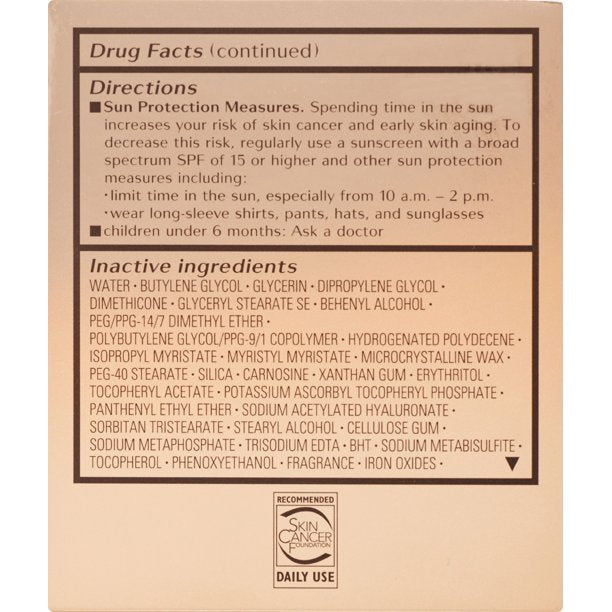 Drug Facts (continued)
Directions
■Sun Protection Measures. Spending time in the sun
increases your risk of skin cancer and early skin aging. To
decrease this risk, regularly use a sunscreen with a broad
spectrum SPF of 15 or higher and other sun protection
measures including:
·limit time in the sun, especially from 10 a.m. – 2 p.m.
·wear long-sleeve shirts, pants, hats, and sunglasses
■children under 6 months: Ask a doctor
Inactive ingredients
WATER · BUTYLENE GLYCOL · GLYCERIN · DIPROPYLENE GLYCOL ·
DIMETHICONE · GLYCERYL STEARATE SE · BEHENYL ALCOHOL ·
PEG/PPG-14/7 DIMETHYL ETHER ·
POLYBUTYLENE GLYCOL/PPG-9/1 COPOLYMER · HYDROGENATED POLYDECENE ·
ISOPROPYL MYRISTATE · MYRISTYL MYRISTATE · MICROCRYSTALLINE WAX ·
PEG-40 STEARATE · SILICA · CARNOSINE · XANTHAN GUM · ERYTHRITOL ·
TOCOPHERYL ACETATE · POTASSIUM ASCORBYL TOCOPHERYL PHOSPHATE ·
PANTHENYL ETHYL ETHER · SODIUM ACETYLATED HYALURONATE ·
SORBITAN TRISTEARATE · STEARYL ALCOHOL · CELLULOSE GUM ·
SODIUM METAPHOSPHATE · TRISODIUM EDTA · BHT · SODIUM METABISULFITE ·
TOCOPHEROL · PHENOXYETHANOL · FRAGRANCE · IRON OXIDES · ▼
RECOMMENDED
SKIN
CANCER
FOUNDATION
DAILY USE